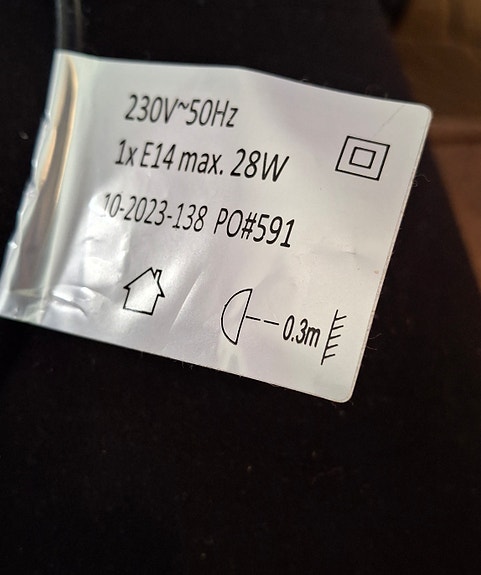 230V~50Hz
1x E14 max. 28W
10-2023-138 PO#591
0.3m